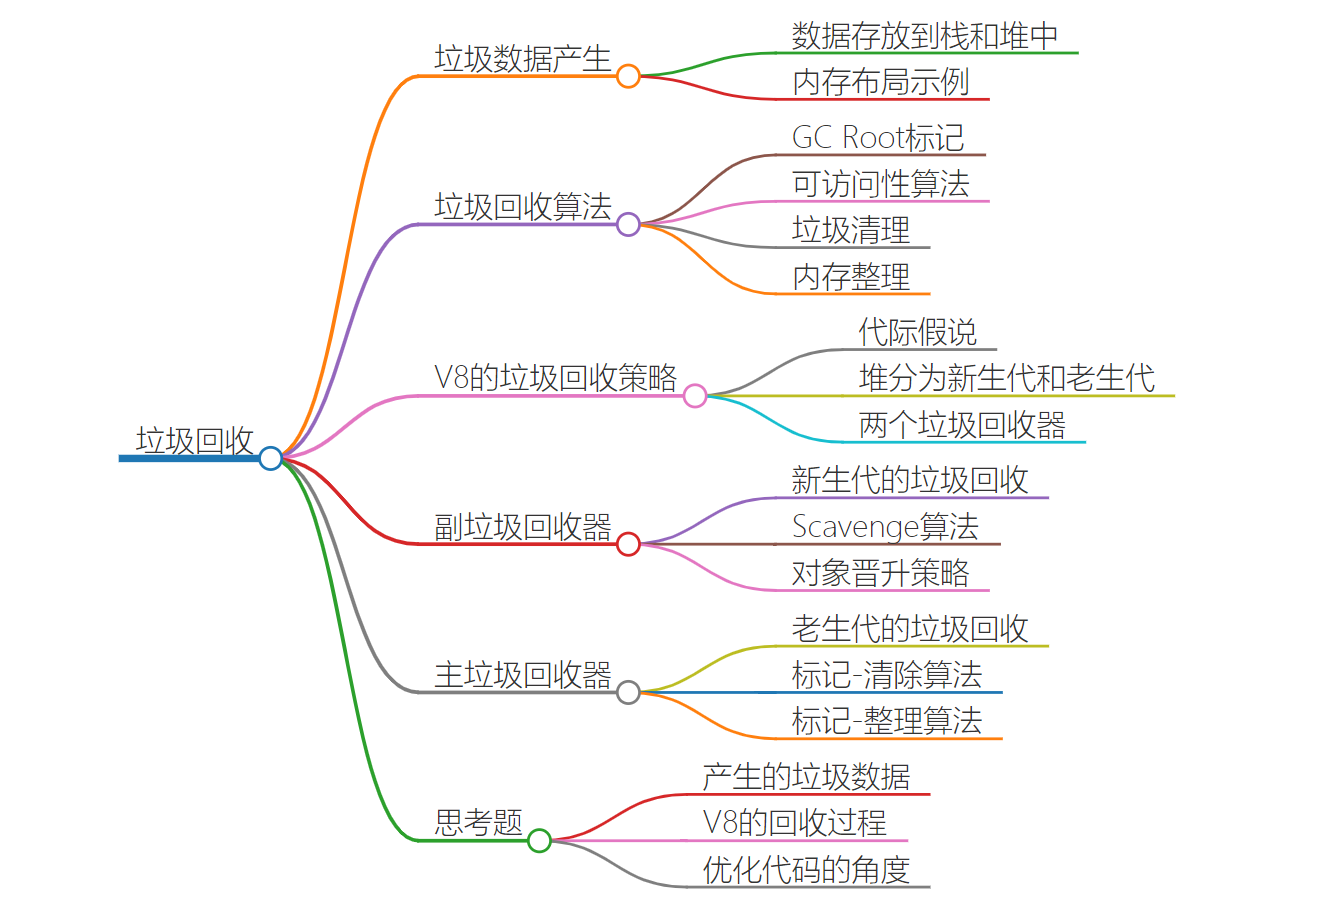 垃圾回收
垃圾数据产生
数据存放到栈和堆中
内存布局示例
垃圾回收算法
GC Root标记
可访问性算法
垃圾清理
内存整理
V8的垃圾回收策略
代际假说
堆分为新生代和老生代
两个垃圾回收器
副垃圾回收器
新生代的垃圾回收
Scavenge算法
对象晋升策略
主垃圾回收器
老生代的垃圾回收
标记-清除算法
标记-整理算法
思考题
产生的垃圾数据
V8的回收过程
优化代码的角度